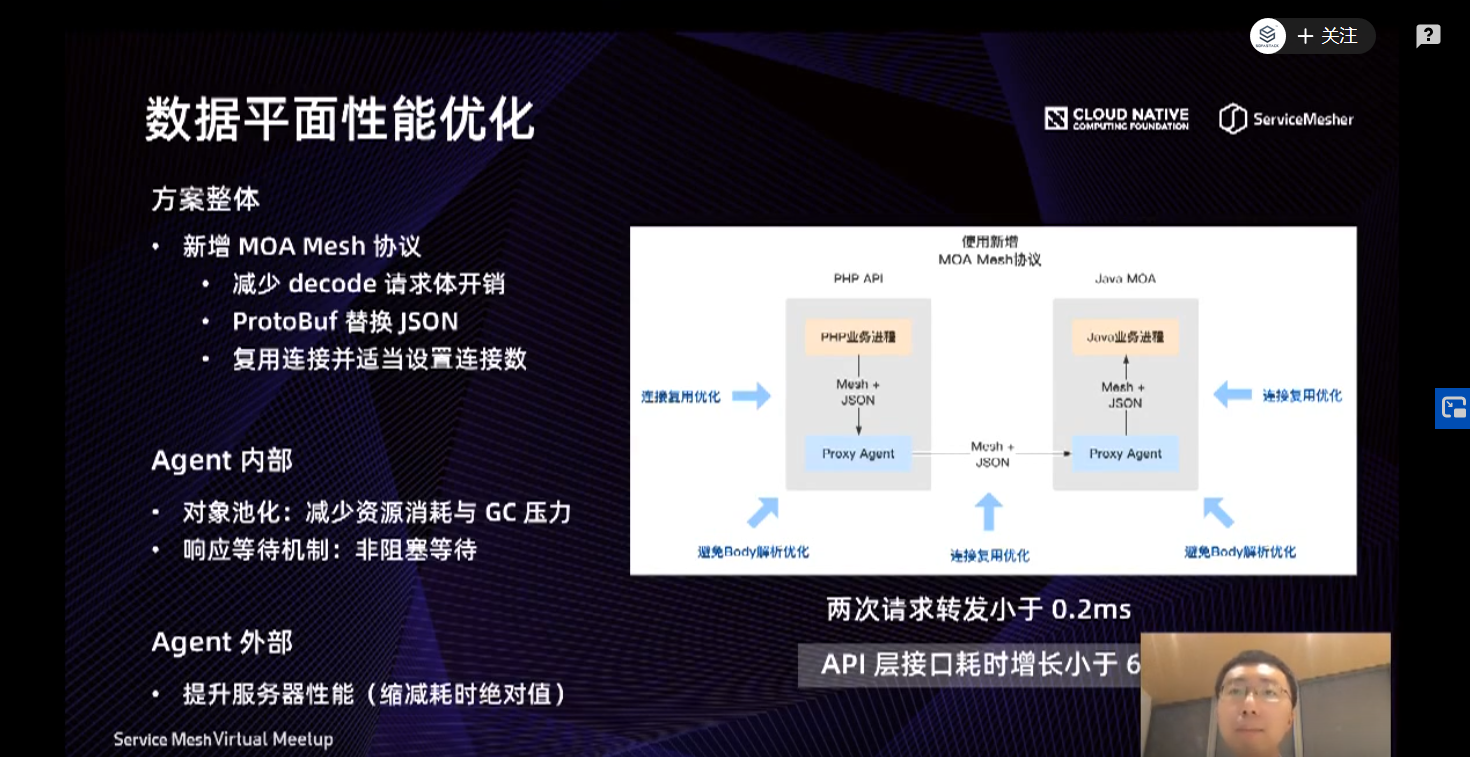 + 关注
?
数据平面性能优化
CLOUD NATIVE
COMPUTING FOUNDATION
ServiceMesher
方案整体
• 新增 MOA Mesh 协议
• 减少 decode 请求体开销
• ProtoBuf 替换 JSON
• 复用连接并适当设置连接数
Agent 内部
• 对象池化：减少资源消耗与 GC 压力
• 响应等待机制：非阻塞等待
Agent 外部
• 提升服务器性能（缩减耗时绝对值）
使用新增
MOA Mesh协议
PHP API
Java MOA
PHP业务进程
Java业务进程
Mesh +
JSON
Mesh +
JSON
连接复用优化
连接复用优化
Proxy Agent
Mesh +
JSON
Proxy Agent
避免Body解析优化
连接复用优化
避免Body解析优化
两次请求转发小于 0.2ms
API 层接口耗时增长小于 6
Service Mesh Virtual Meetup